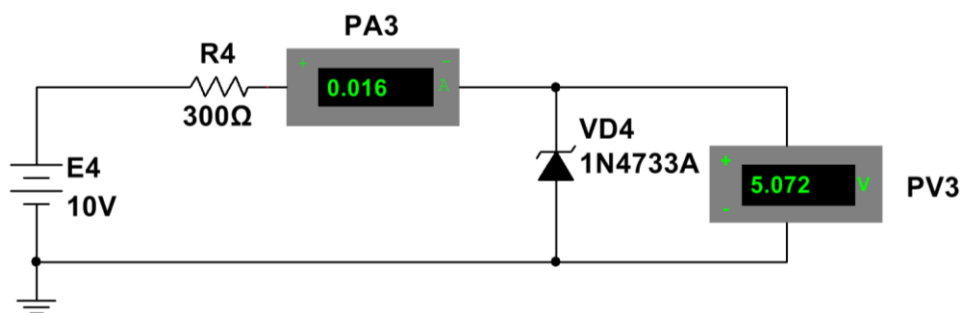 PA3
R4
+ -
0.016 A
300Ω
VD4
1N4733A
E4
10V
+
5.072 V
-
PV3